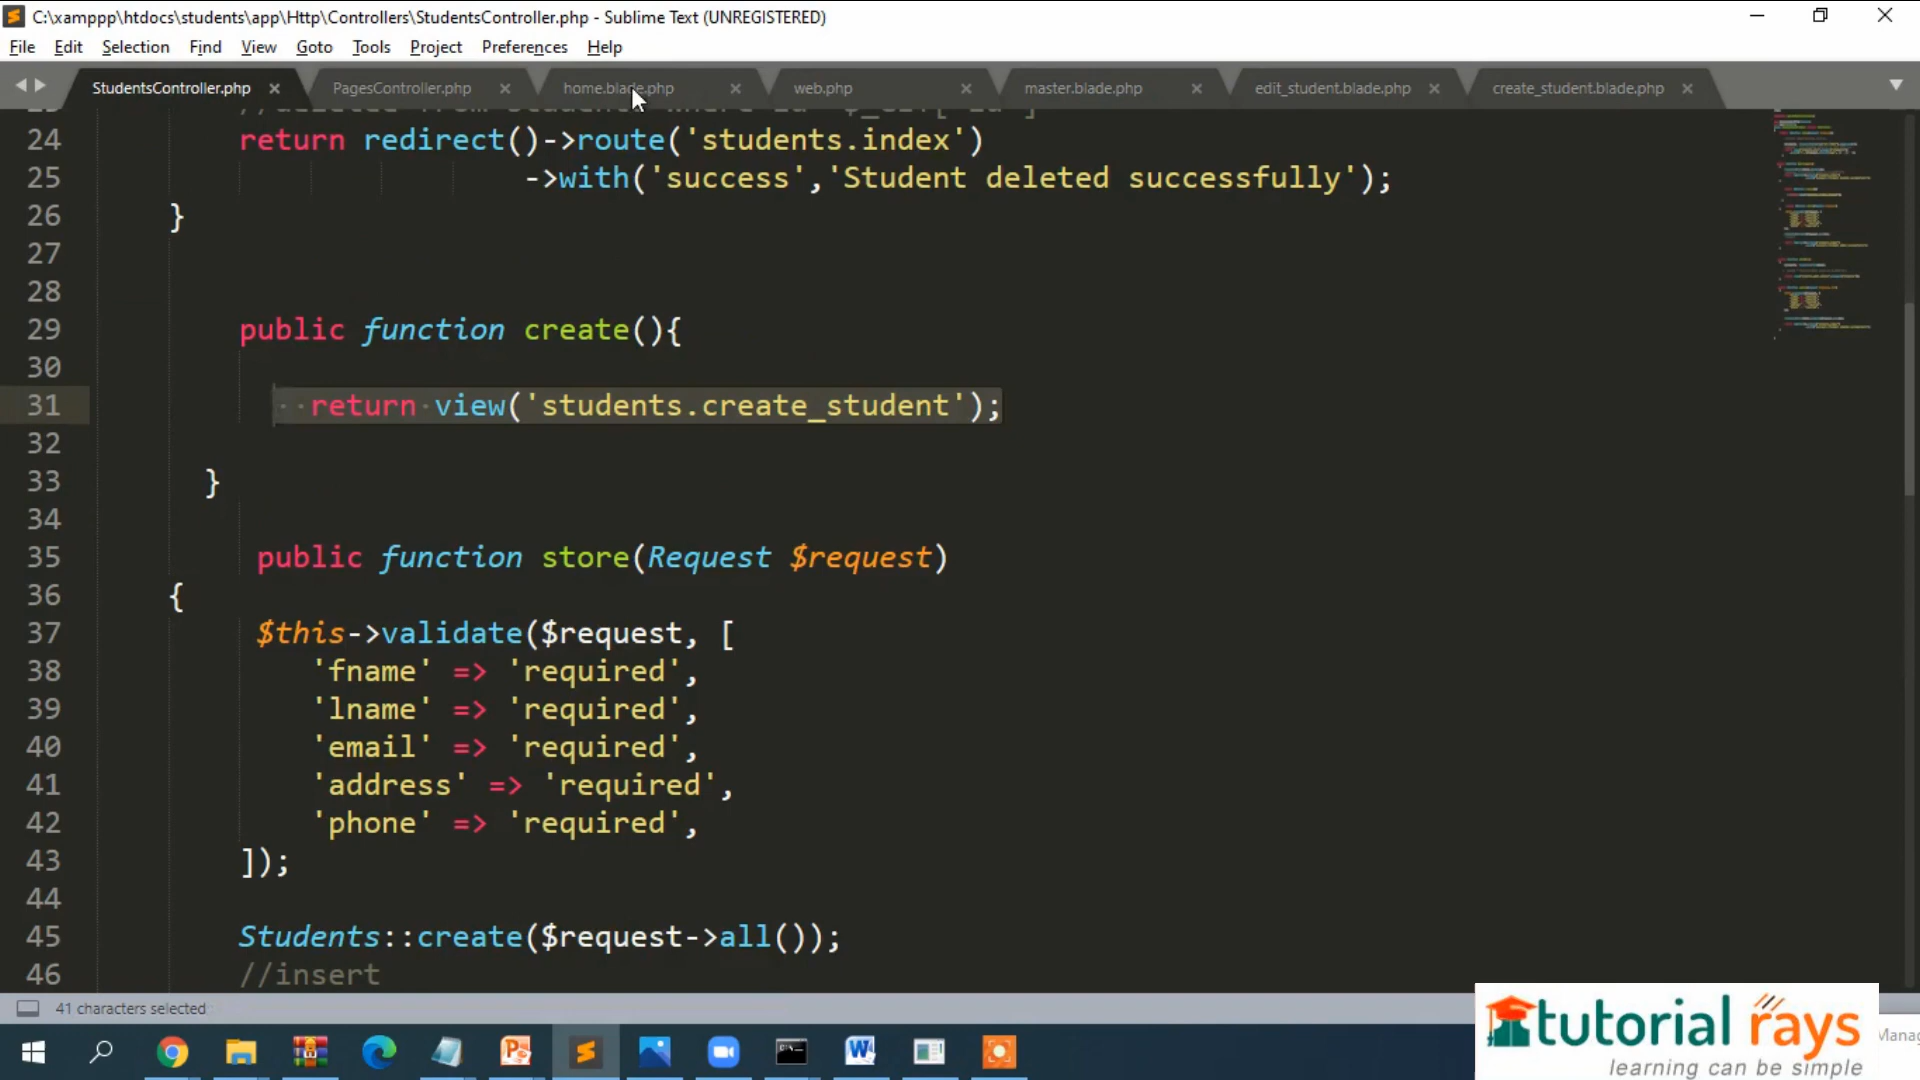 C:\xampppp\htdocs\students\app\Http\Controllers\StudentsController.php - Sublime Text (UNREGISTERED)
File Edit Selection Find View Goto Tools Project Preferences Help
StudentsController.php PagesController.php home.blade.php web.php master.blade.php edit_student.blade.php create_student.blade.php
24 return redirect()->route('students.index')
25 ->with('success','Student deleted successfully');
26 }
27
28
29 public function create(){
30
31 return view('students.create_student');
32
33 }
34
35 public function store(Request $request)
36 {
37 $this->validate($request, [
38 'fname' => 'required',
39 'lname' => 'required',
40 'email' => 'required',
41 'address' => 'required',
42 'phone' => 'required',
43 ]);
44
45 Students::create($request->all());
46 //insert
41 characters selected
tutorial rays
learning can be simple
Manag